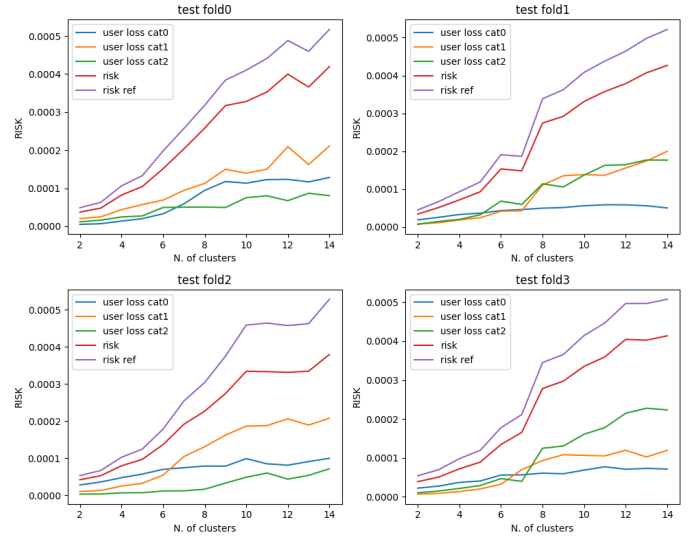 test fold0
user loss cat0
user loss cat1
user loss cat2
risk
risk ref
RISK
0.0005
0.0004
0.0003
0.0002
0.0001
0.0000
2 4 6 8 10 12 14
N. of clusters
test fold1
user loss cat0
user loss cat1
user loss cat2
risk
risk ref
RISK
0.0005
0.0004
0.0003
0.0002
0.0001
0.0000
2 4 6 8 10 12 14
N. of clusters
test fold2
user loss cat0
user loss cat1
user loss cat2
risk
risk ref
RISK
0.0005
0.0004
0.0003
0.0002
0.0001
0.0000
2 4 6 8 10 12 14
N. of clusters
test fold3
user loss cat0
user loss cat1
user loss cat2
risk
risk ref
RISK
0.0005
0.0004
0.0003
0.0002
0.0001
0.0000
2 4 6 8 10 12 14
N. of clusters